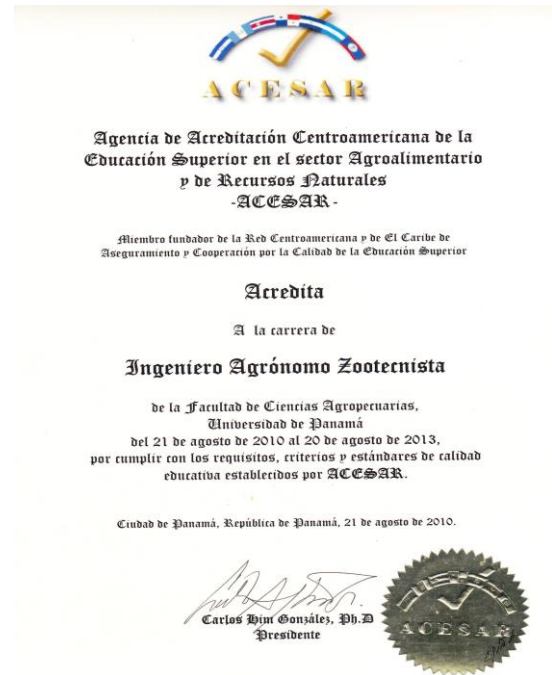 ACESAR
Agencia de Acreditación Centroamericana de la
Educación Superior en el sector Agroalimentario
y de Recursos Naturales
-ACESAR-
Miembro fundador de la Red Centroamericana y de El Caribe de
Aseguramiento y Cooperación por la Calidad de la Educación Superior
Acredita
A la carrera de
Ingeniero Agrónomo Zootecnista
de la Facultad de Ciencias Agropecuarias,
Universidad de Panamá
del 21 de agosto de 2010 al 20 de agosto de 2013,
por cumplir con los requisitos, criterios y estándares de calidad
educativa establecidos por ACESAR.
Ciudad de Panamá, República de Panamá, 21 de agosto de 2010.
Carlos Him González, Ph.D
Presidente
ACESAR